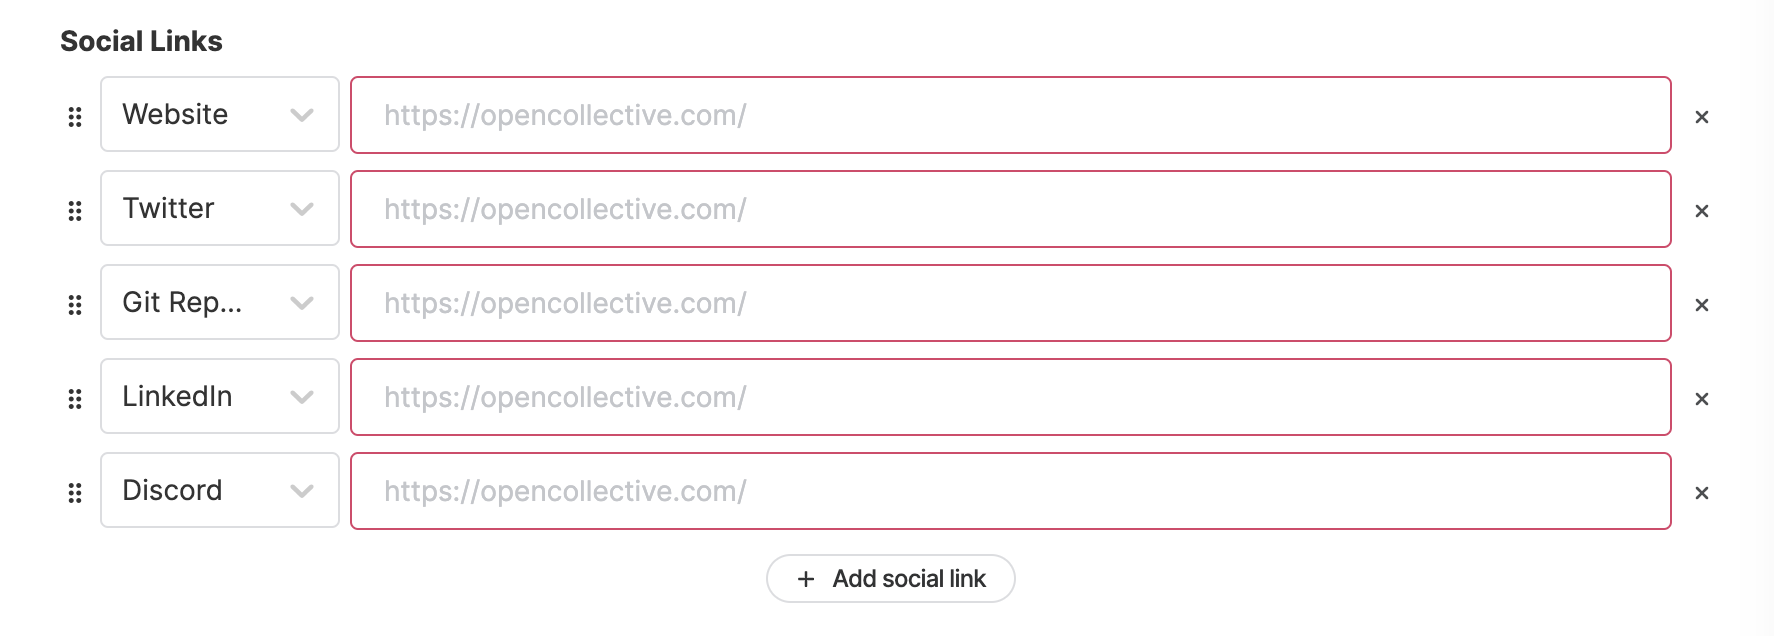 Social Links
Website https://opencollective.com/
Twitter https://opencollective.com/
Git Rep... https://opencollective.com/
LinkedIn https://opencollective.com/
Discord https://opencollective.com/
+ Add social link